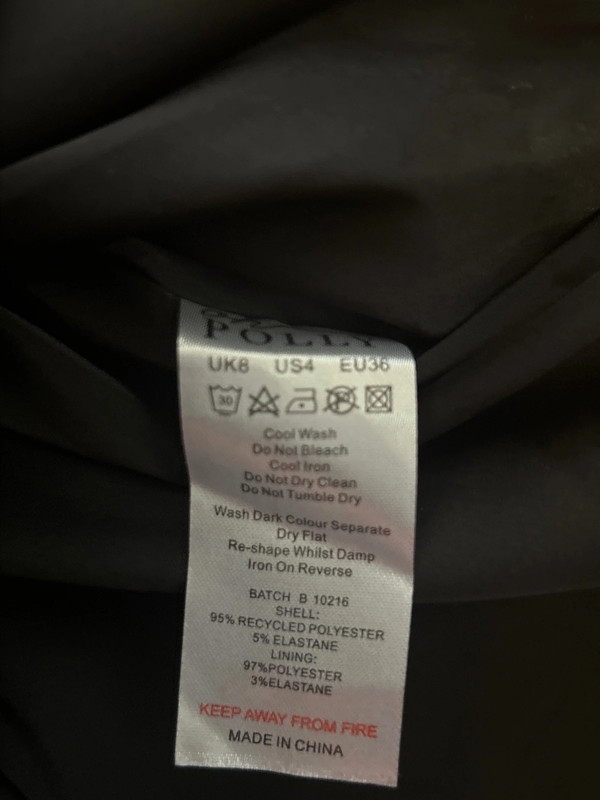 POLLY
UK8 US4 EU36
30
Cool Wash
Do Not Bleach
Cool Iron
Do Not Dry Clean
Do Not Tumble Dry
Wash Dark Colour Separate
Dry Flat
Re-shape Whilst Damp
Iron On Reverse
BATCH B 10216
SHELL:
95% RECYCLED POLYESTER
5% ELASTANE
LINING:
97%POLYESTER
3%ELASTANE
KEEP AWAY FROM FIRE
MADE IN CHINA